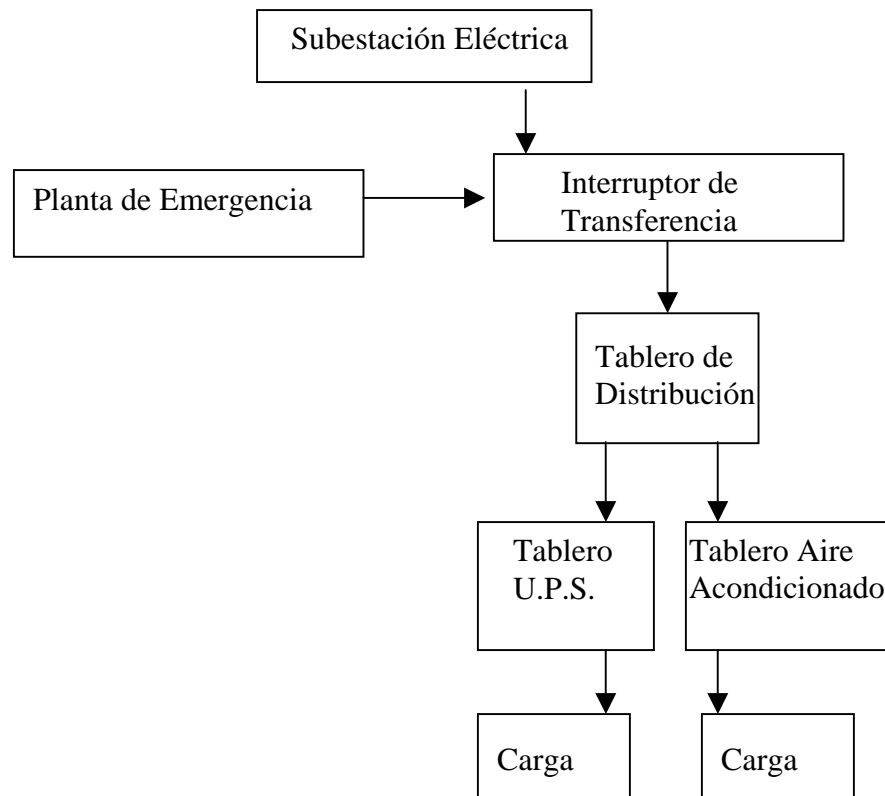 Subestación Eléctrica
Planta de Emergencia
Interruptor de
Transferencia
Tablero de
Distribución
Tablero
U.P.S.
Tablero Aire
Acondicionado
Carga
Carga